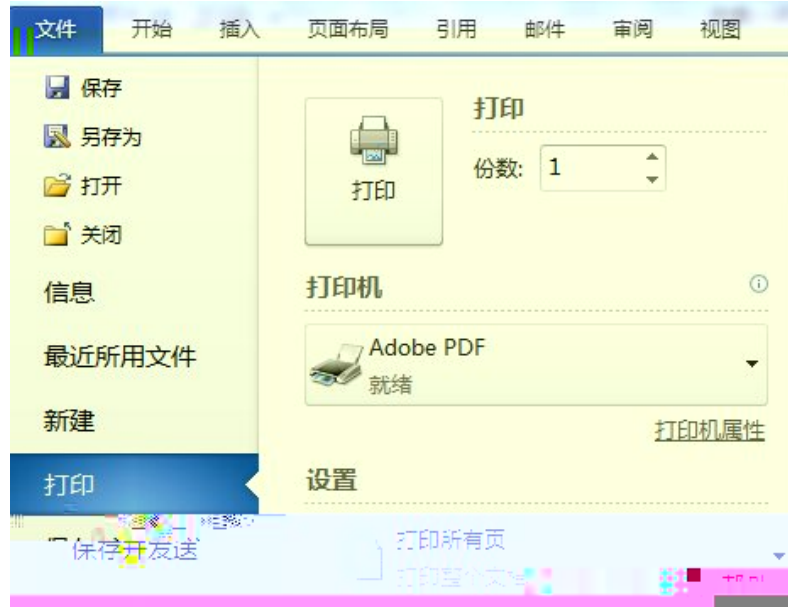 文件 开始 插入 页面布局 引用 邮件 审阅 视图
保存
另存为
打开
关闭
信息
最近所用文件
新建
打印
保存并发送
打印
打印
份数: 1
打印机
Adobe PDF
就绪
打印机属性
设置
打印所有页